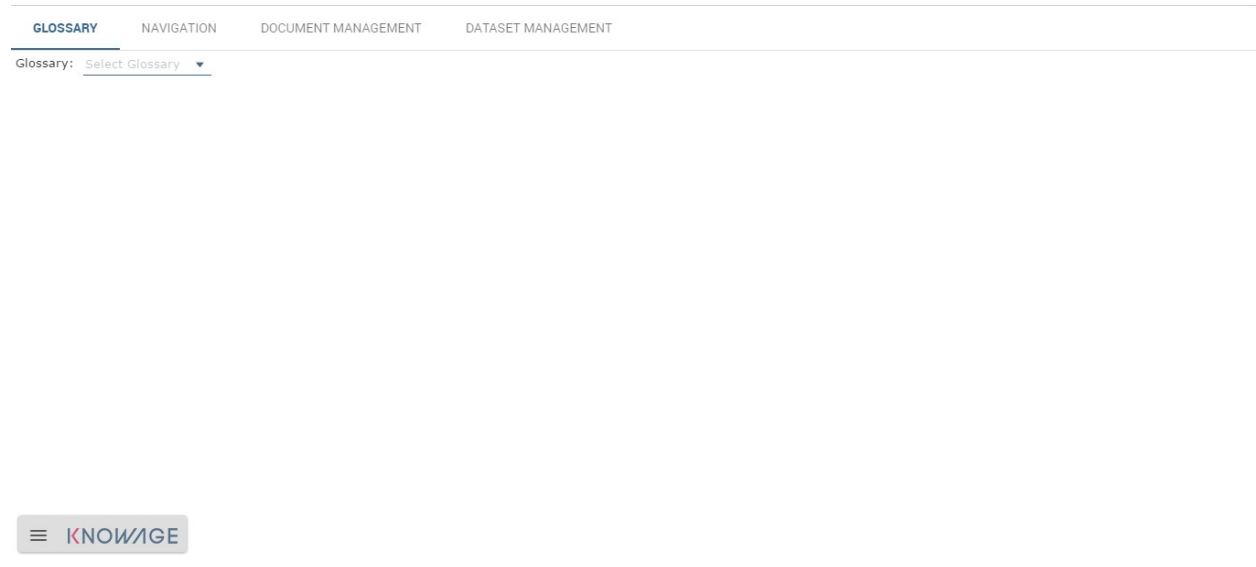 GLOSSARY NAVIGATION DOCUMENT MANAGEMENT DATASET MANAGEMENT
Glossary: Select Glossary
KNOWAGE